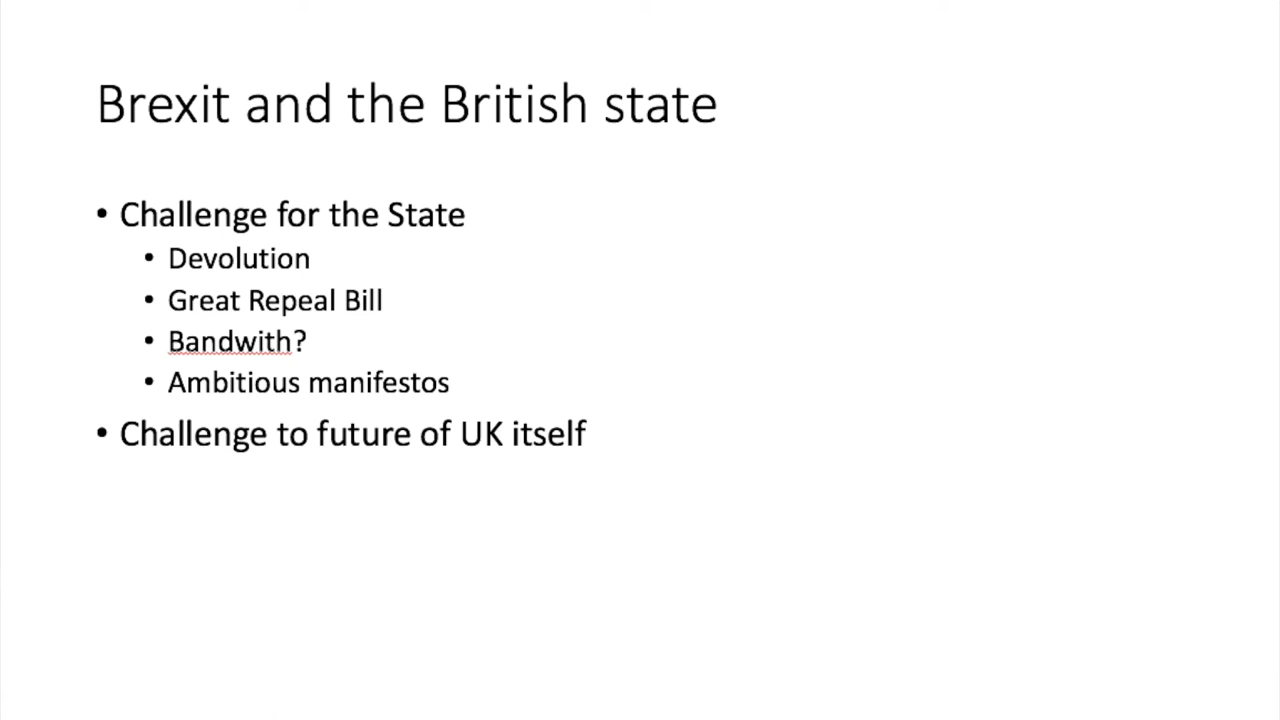 Brexit and the British state
• Challenge for the State
• Devolution
• Great Repeal Bill
• Bandwith?
• Ambitious manifestos
• Challenge to future of UK itself